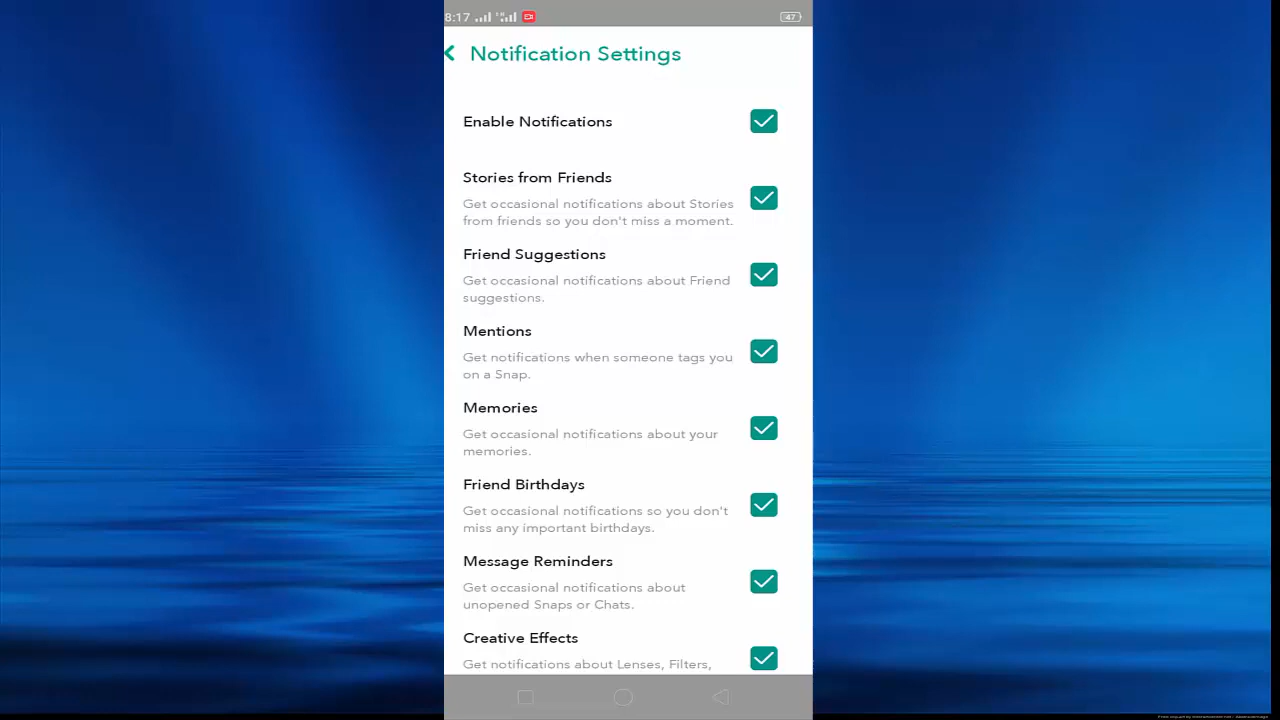 8:17
47
Notification Settings
Enable Notifications
Stories from Friends
Get occasional notifications about Stories
from friends so you don't miss a moment.
Friend Suggestions
Get occasional notifications about Friend
suggestions.
Mentions
Get notifications when someone tags you
on a Snap.
Memories
Get occasional notifications about your
memories.
Friend Birthdays
Get occasional notifications so you don't
miss any important birthdays.
Message Reminders
Get occasional notifications about
unopened Snaps or Chats.
Creative Effects
Get notifications about Lenses, Filters,